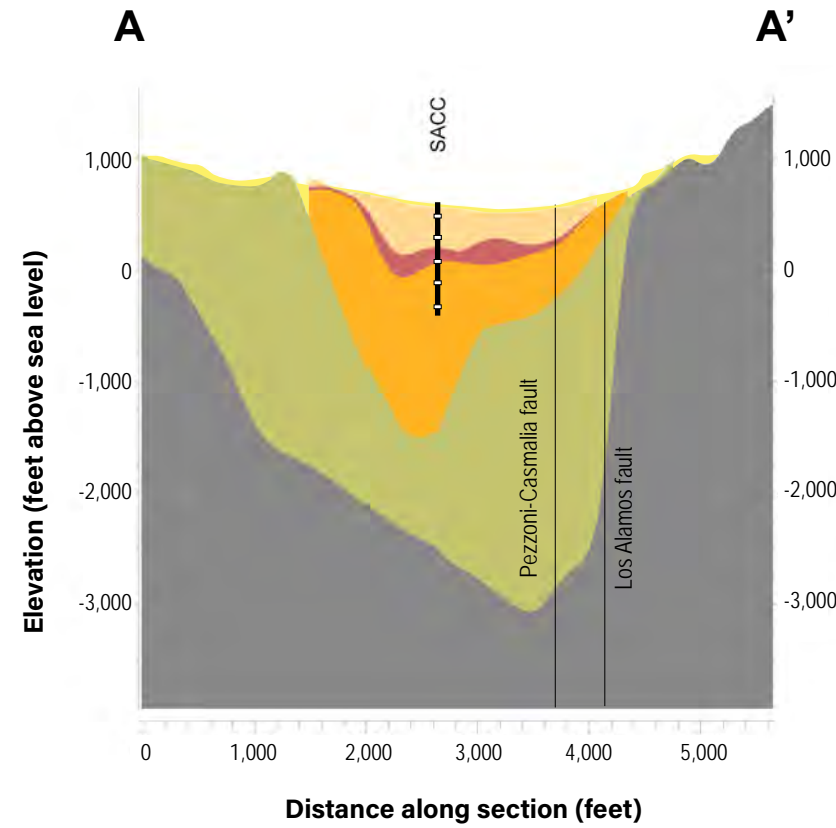 A A’
SACC
1,000 1,000
0 0
-1,000 -1,000
-2,000 -2,000
-3,000 -3,000
Elevation (feet above sea level)
Pezzoni-Casmalia fault
Los Alamos fault
0 1,000 2,000 3,000 4,000 5,000
Distance along section (feet)